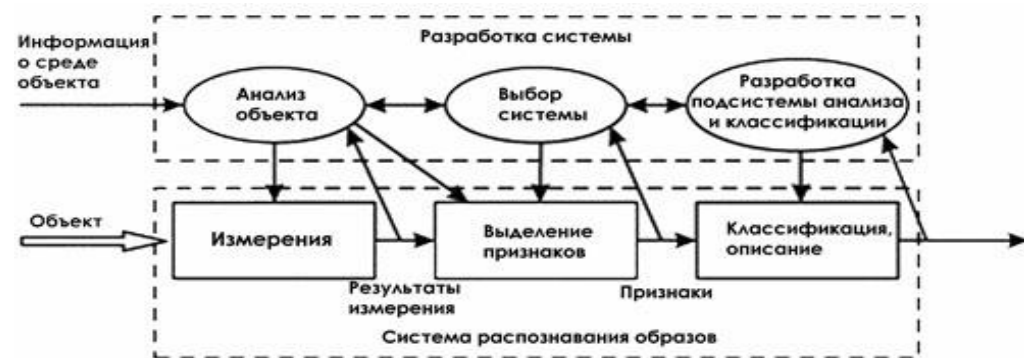 Информация
о среде
объекта
Разработка системы
Анализ
объекта
Выбор
системы
Разработка
подсистемы анализа
и классификации
Объект
Измерения
Выделение
признаков
Классификация,
описание
Результаты
измерения
Признаки
Система распознавания образов